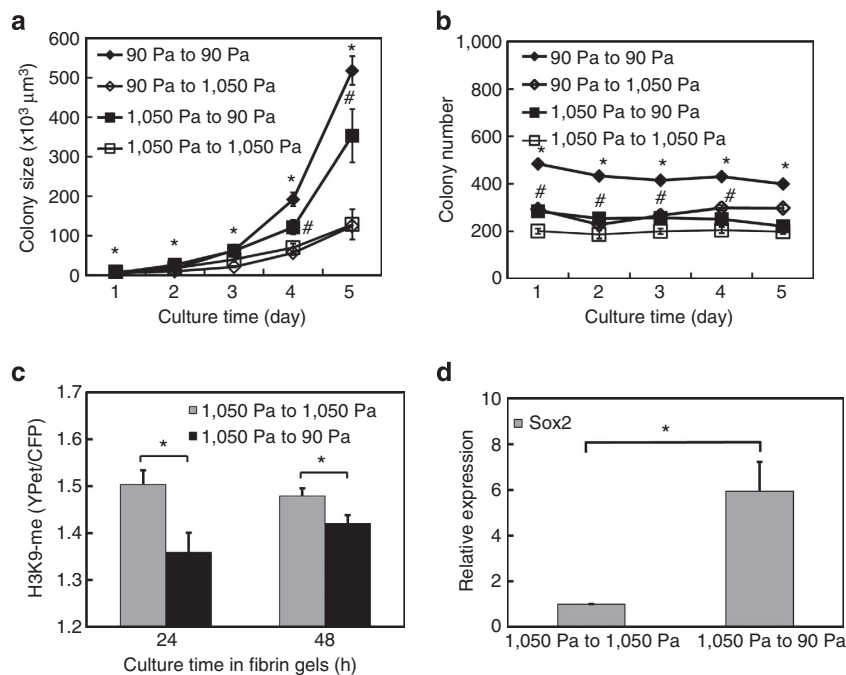 a
600
500
400
300
200
100
0
Colony size (x10³ μm³)
90 Pa to 90 Pa
90 Pa to 1,050 Pa
1,050 Pa to 90 Pa
1,050 Pa to 1,050 Pa
*
*
*
*
#
*
#
1 2 3 4 5
Culture time (day)
b
1,000
800
600
400
200
0
Colony number
90 Pa to 90 Pa
90 Pa to 1,050 Pa
1,050 Pa to 90 Pa
1,050 Pa to 1,050 Pa
* * * * *
# # # #
1 2 3 4 5
Culture time (day)
c
1.7
1.6
1.5
1.4
1.3
1.2
H3K9-me (YPet/CFP)
1,050 Pa to 1,050 Pa
1,050 Pa to 90 Pa
* *
24 48
Culture time in fibrin gels (h)
d
10
8
6
4
2
0
Relative expression
Sox2
*
1,050 Pa to 1,050 Pa 1,050 Pa to 90 Pa